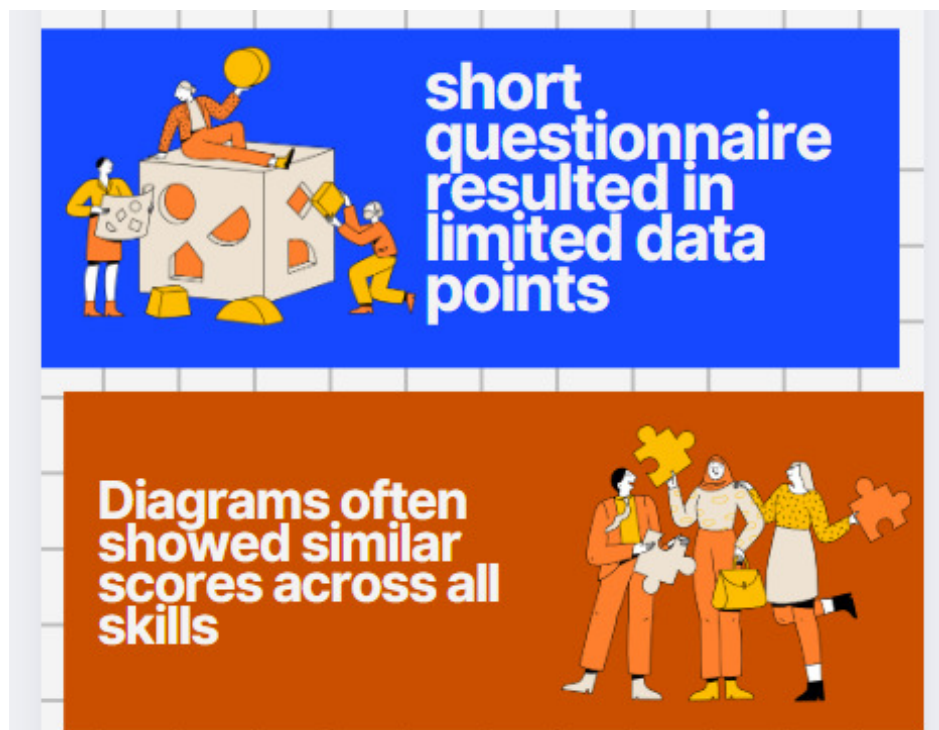 short
questionnaire
resulted in
limited data
points
Diagrams often
showed similar
scores across all
skills